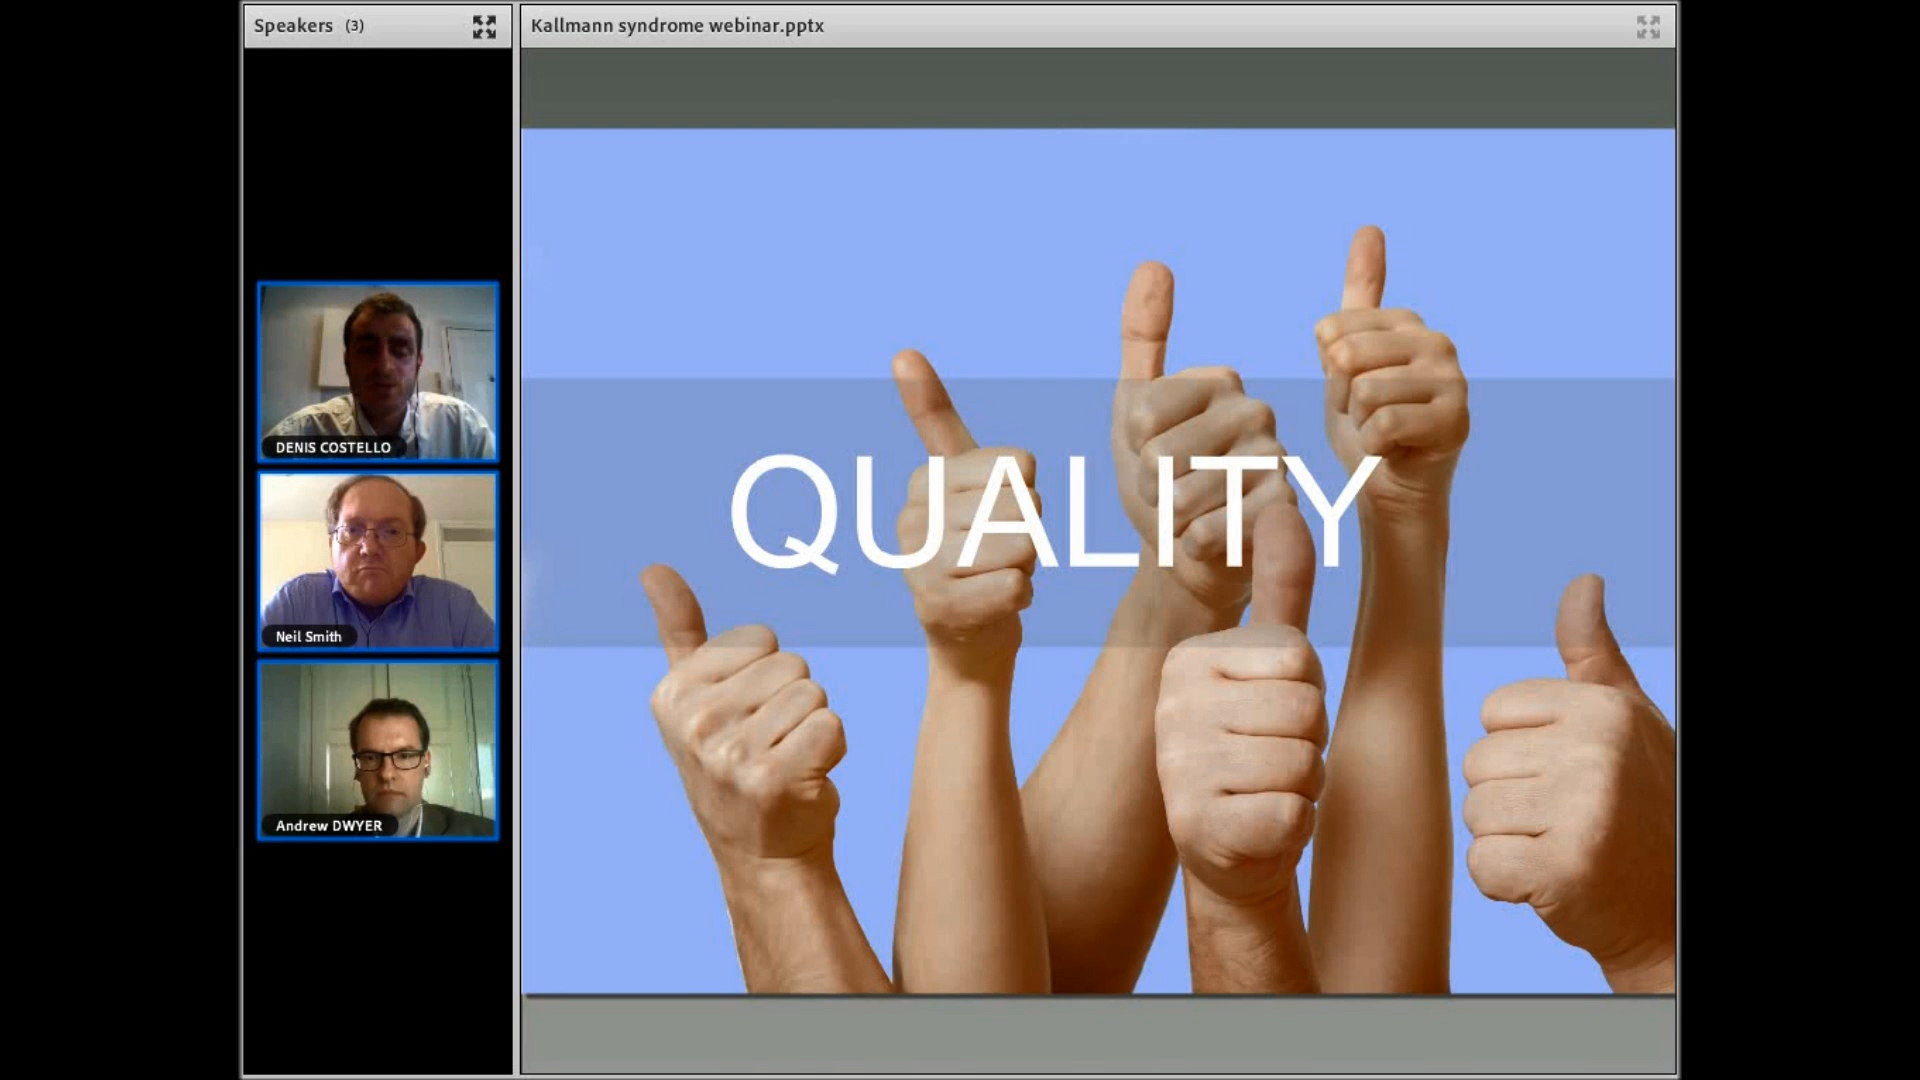 Speakers (3)
Kallmann syndrome webinar.pptx
DENIS COSTELLO
Neil Smith
Andrew DWYER
QUALITY